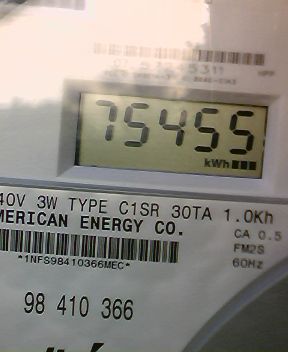 75455
kWh
40V 3W TYPE C1SR 30TA 1.0Kh
MERICAN ENERGY CO.
CA 0.5
FM2S
60Hz
*1NFS98410366MEC*
98 410 366